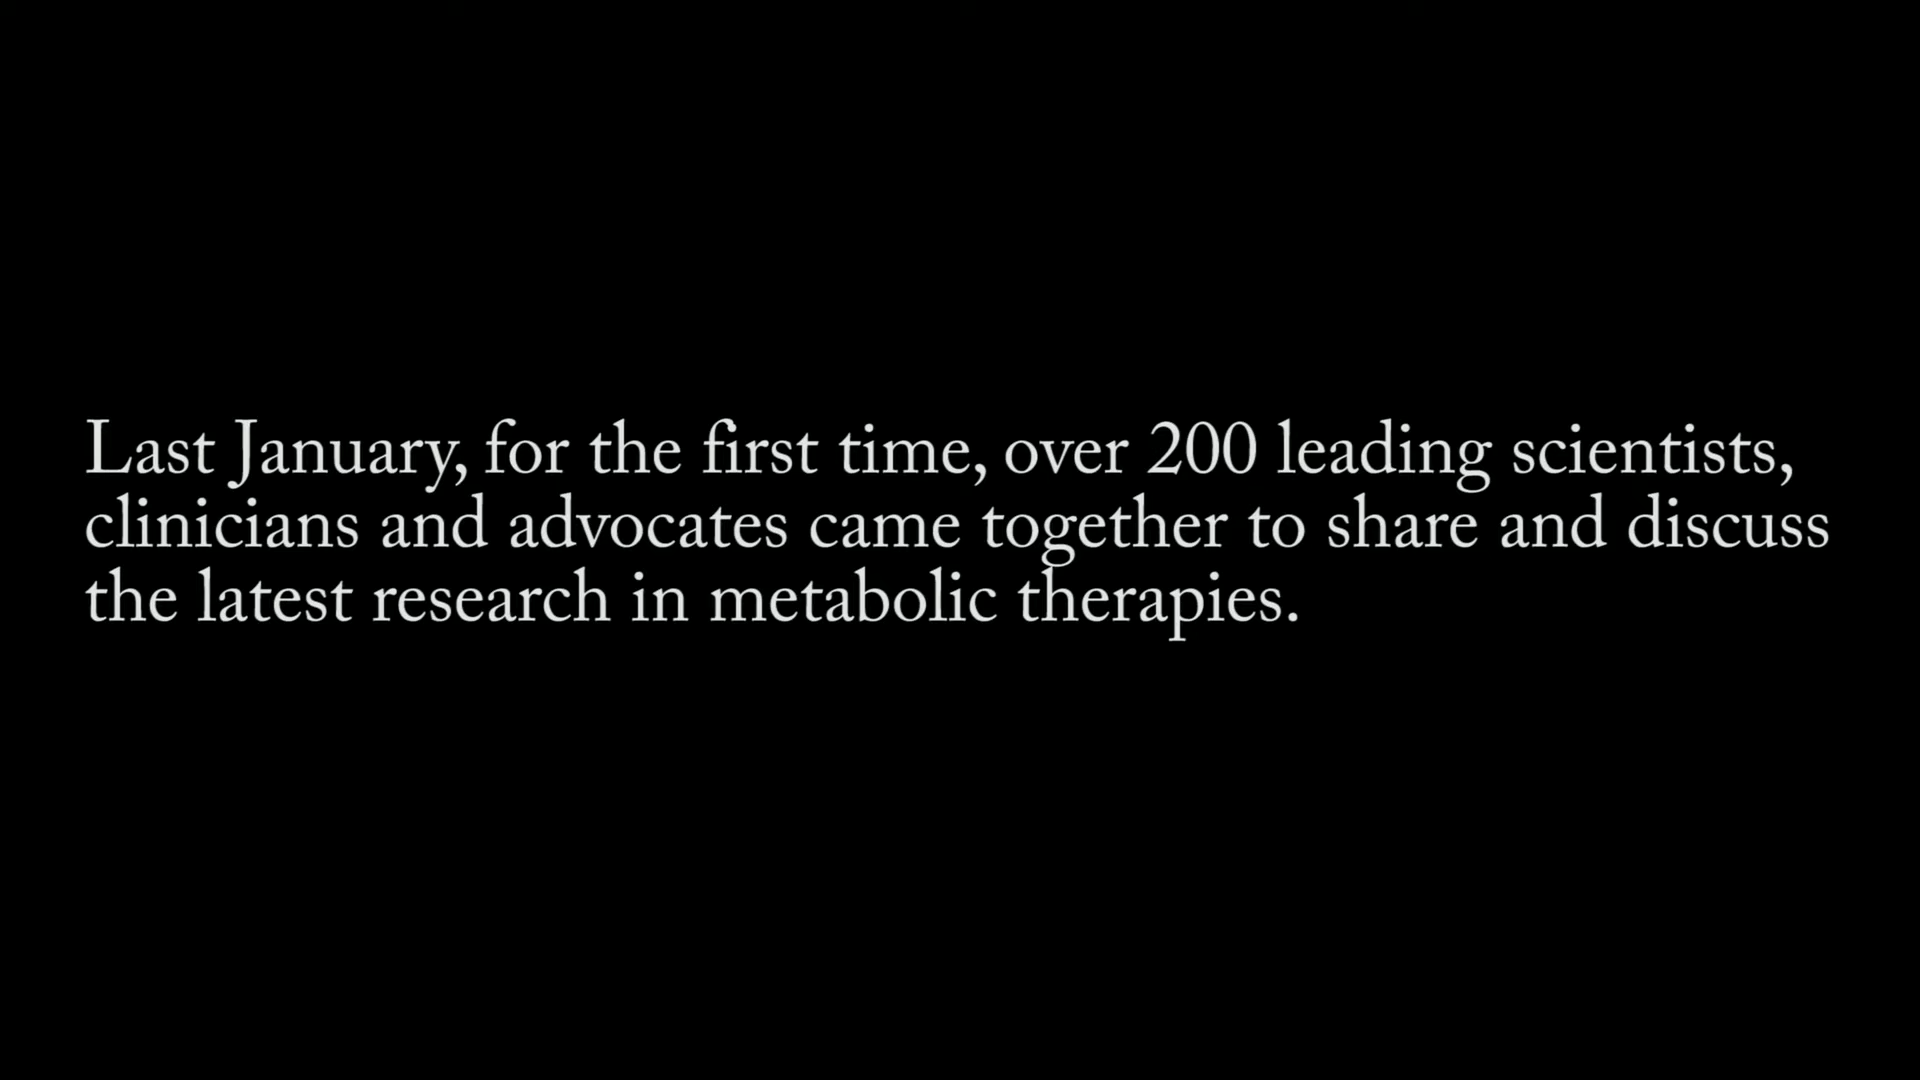 Last January, for the first time, over 200 leading scientists,
clinicians and advocates came together to share and discuss
the latest research in metabolic therapies.